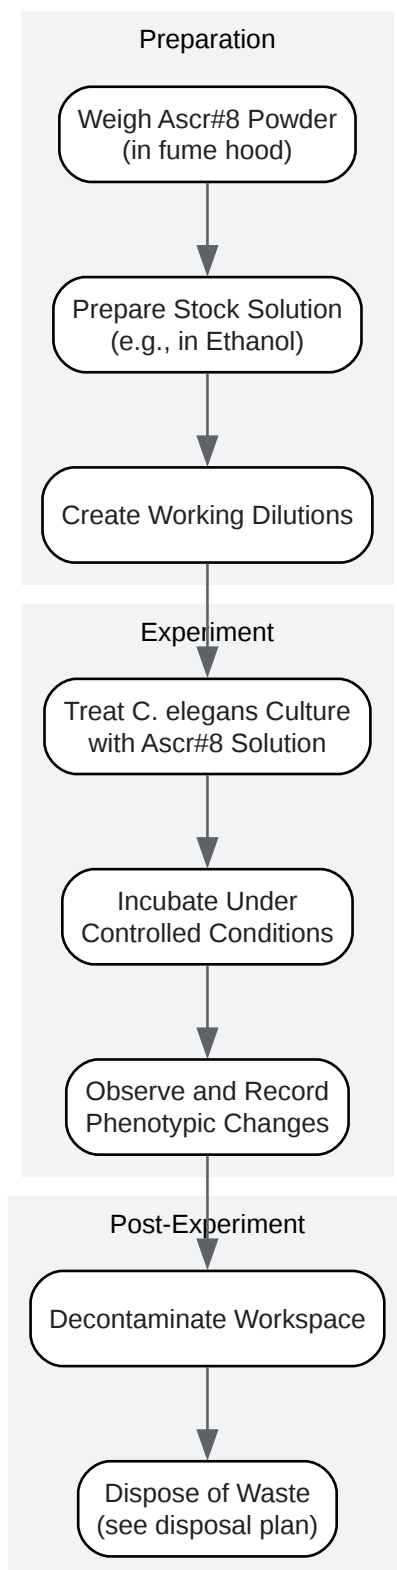 Preparation
Weigh Ascr#8 Powder
(in fume hood)
Prepare Stock Solution
(e.g., in Ethanol)
Create Working Dilutions
Experiment
Treat C. elegans Culture
with Ascr#8 Solution
Incubate Under
Controlled Conditions
Observe and Record
Phenotypic Changes
Post-Experiment
Decontaminate Workspace
Dispose of Waste
(see disposal plan)